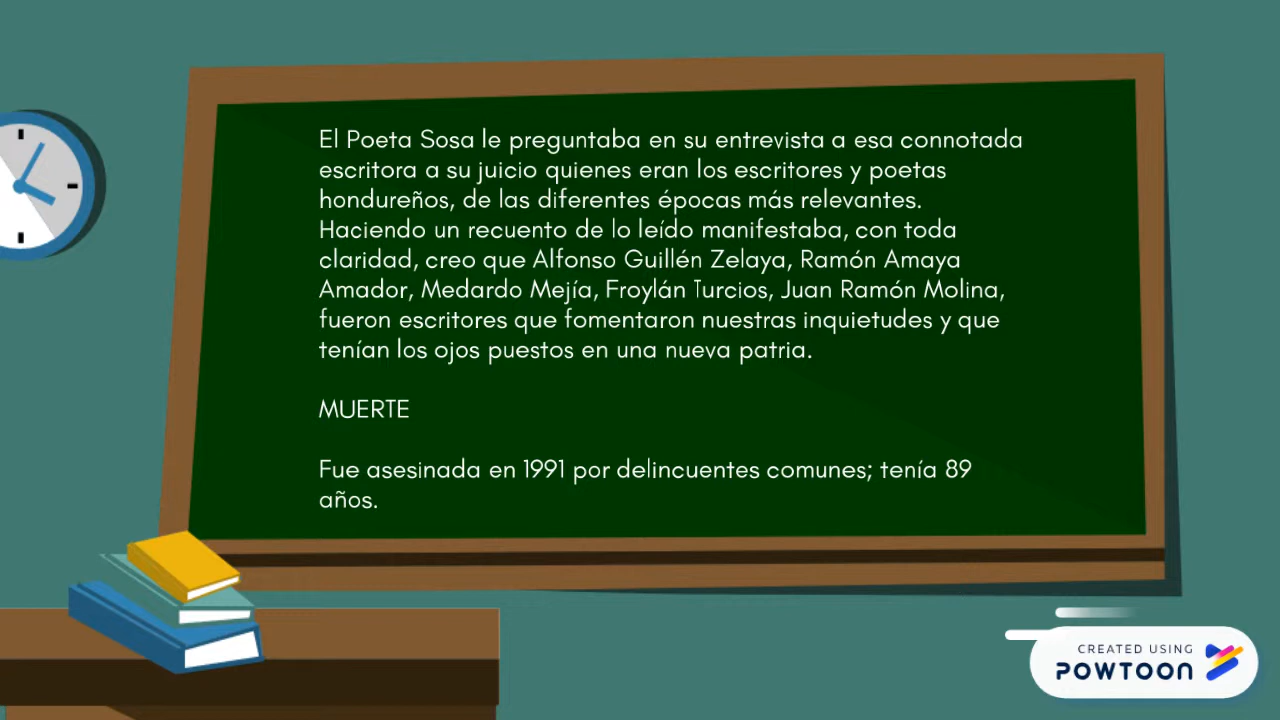 El Poeta Sosa le preguntaba en su entrevista a esa connotada
escritora a su juicio quienes eran los escritores y poetas
hondureños, de las diferentes épocas más relevantes.
Haciendo un recuento de lo leído manifestaba, con toda
claridad, creo que Alfonso Guillén Zelaya, Ramón Amaya
Amador, Medardo Mejía, Froylán Turcios, Juan Ramón Molina,
fueron escritores que fomentaron nuestras inquietudes y que
tenían los ojos puestos en una nueva patria.
MUERTE
Fue asesinada en 1991 por delincuentes comunes; tenía 89
años.
CREATED USING
POWTOON